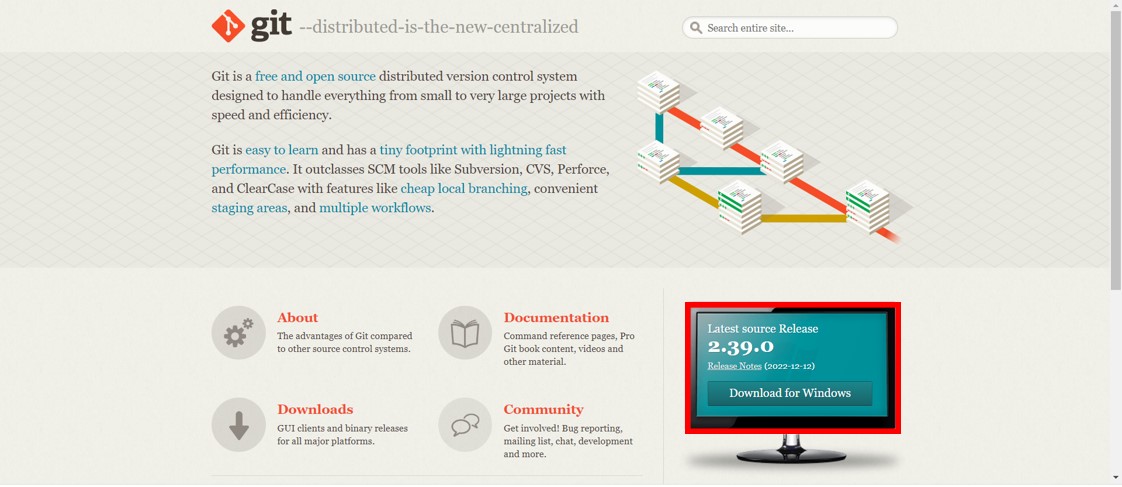 git --distributed-is-the-new-centralized
Search entire site...
Git is a free and open source distributed version control system
designed to handle everything from small to very large projects with
speed and efficiency.
Git is easy to learn and has a tiny footprint with lightning fast
performance. It outclasses SCM tools like Subversion, CVS, Perforce,
and ClearCase with features like cheap local branching, convenient
staging areas, and multiple workflows.
About
The advantages of Git compared
to other source control systems.
Documentation
Command reference pages, Pro
Git book content, videos and
other material.
Downloads
GUI clients and binary releases
for all major platforms.
Community
Get involved! Bug reporting,
mailing list, chat, development
and more.
Latest source Release
2.39.0
Release Notes (2022-12-12)
Download for Windows